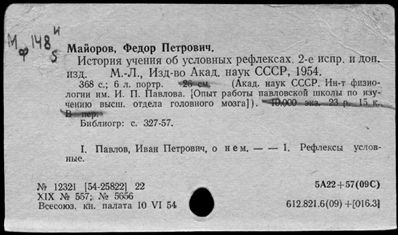 М 148 и
ф 5
Майоров, Федор Петрович.
История учения об условных рефлексах. 2-е испр. и доп.
изд. М.-Л., Изд-во Акад. наук СССР, 1954.
368 с.; 6 л. портр. 26 см. (Акад. наук СССР. Ин-т физио-
логии им. И. П. Павлова. [Опыт работы павловской школы по изу-
чению высш. отдела головного мозга]). 10.000 экз. 23 р. 15 к.
В пер.
Библиогр: с. 327-57.
I. Павлов, Иван Петрович, о нем. — — 1. Рефлексы услов-
ные.
№ 12321 [54-25822] 22 5А22+57(09С)
XIX № 557; № 5656
Всесоюз. кн. палата 10 VI 54 612.821.6(09)+[016.3]